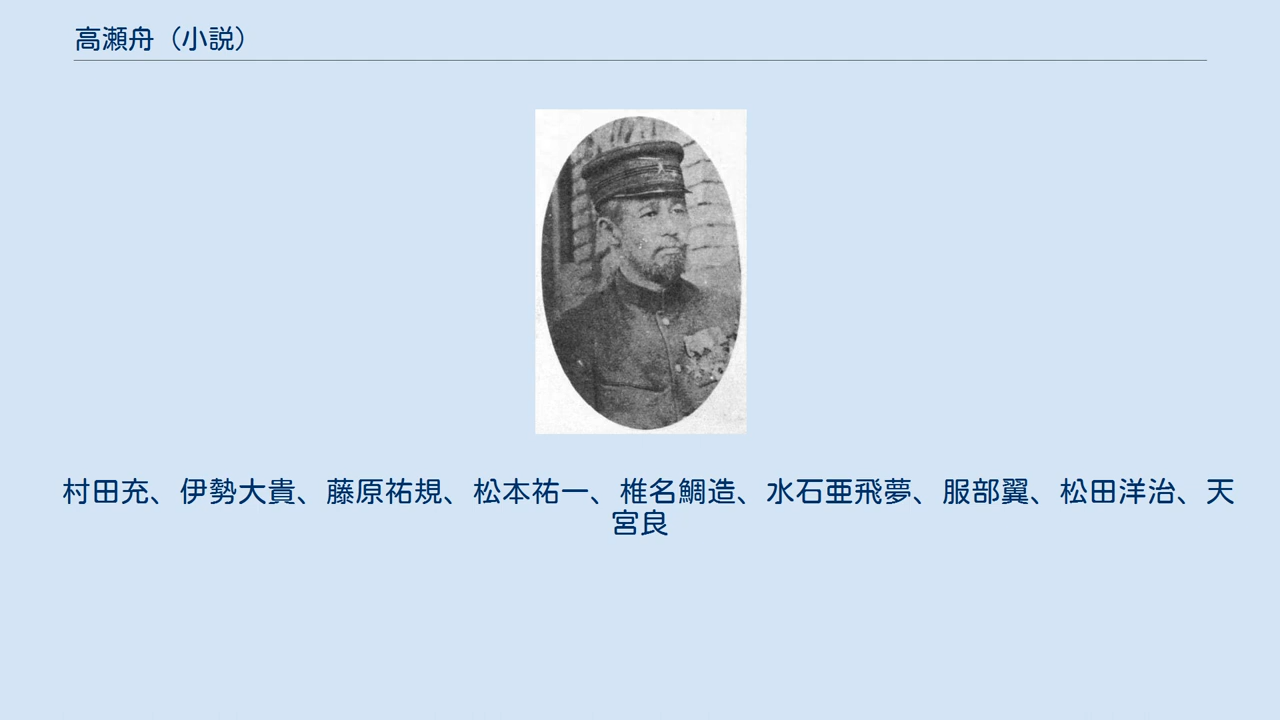 高瀬舟（小説）
村田充、伊勢大貴、藤原祐規、松本祐一、椎名鯛造、水石亜飛夢、服部翼、松田洋治、天
宮良